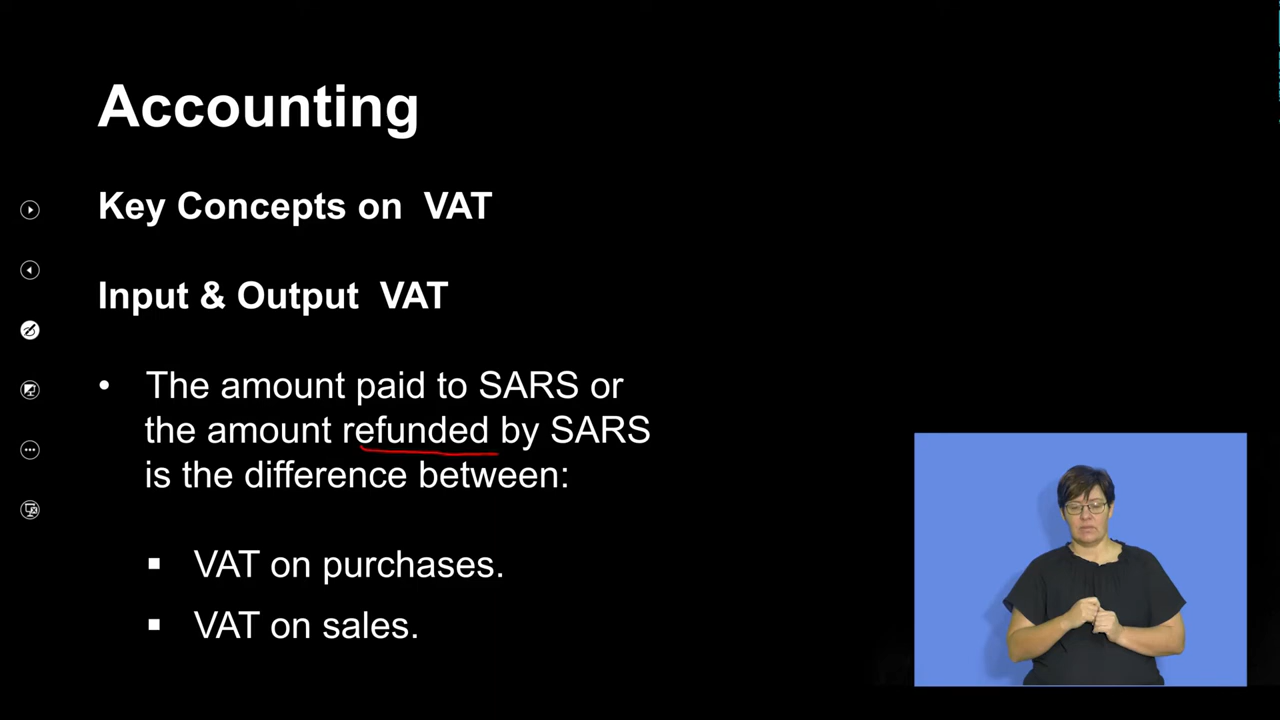 Accounting
Key Concepts on VAT
Input & Output VAT
• The amount paid to SARS or
the amount refunded by SARS
is the difference between:
▪ VAT on purchases.
▪ VAT on sales.